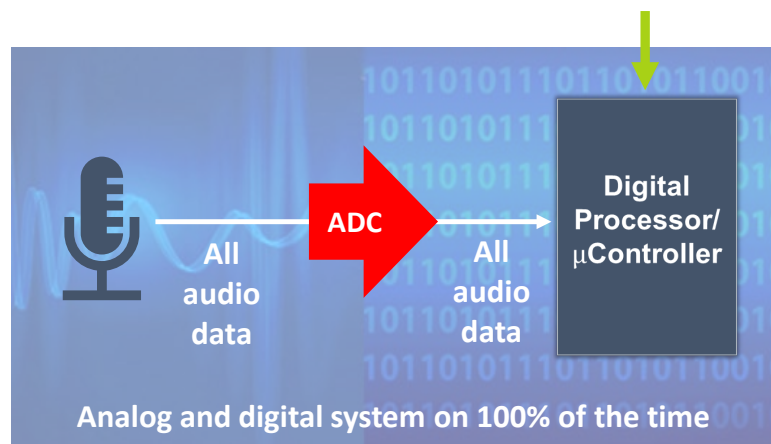 ADC
All
audio
data
All
audio
data
Digital
Processor/
μController
Analog and digital system on 100% of the time